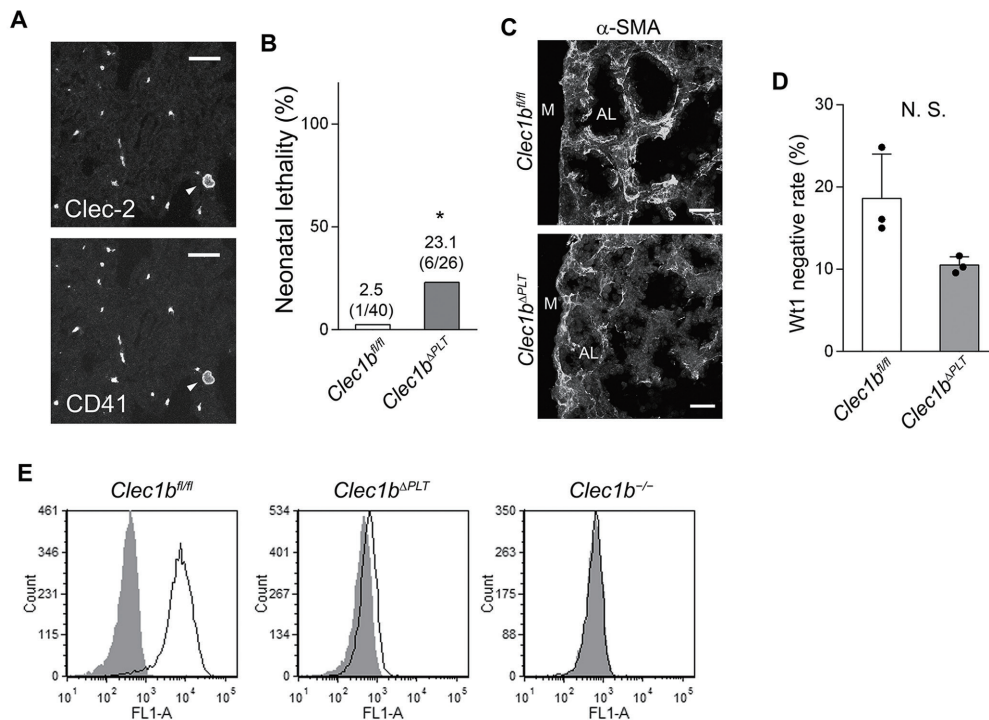 A
Clec-2
CD41
B
Neonatal lethality (%)
100
50
0
2.5
(1/40)
*
23.1
(6/26)
Clec1b^fl/fl
Clec1b^ΔPLT
C
α-SMA
Clec1b^fl/fl
M
AL
Clec1b^ΔPLT
M
AL
D
N. S.
Wt1 negative rate (%)
30
20
10
0
Clec1b^fl/fl
Clec1b^ΔPLT
E
Clec1b^fl/fl
Count
461
346
231
115
0
10^1 10^2 10^3 10^4 10^5
FL1-A
Clec1b^ΔPLT
Count
534
401
267
134
0
10^1 10^2 10^3 10^4 10^5
FL1-A
Clec1b^−/−
Count
350
263
175
88
0
10^1 10^2 10^3 10^4 10^5
FL1-A